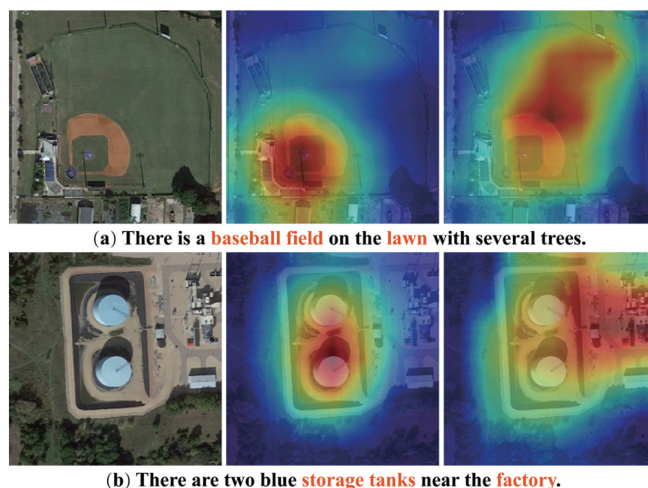 (a) There is a baseball field on the lawn with several trees.
(b) There are two blue storage tanks near the factory.